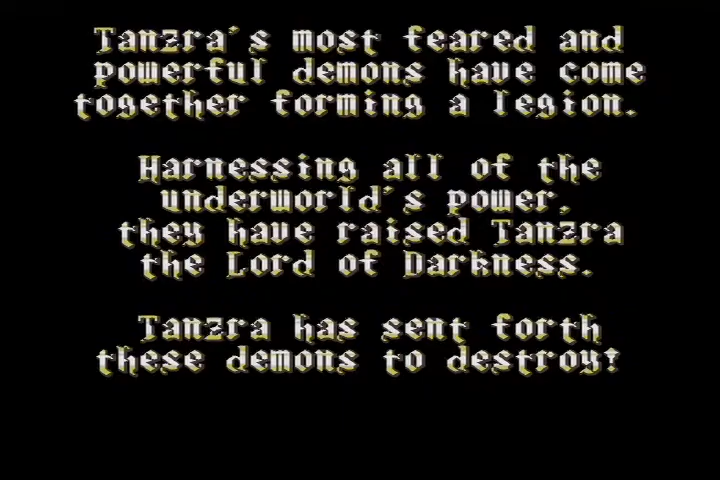 Tanzra's most feared and
powerful demons have come
together forming a legion.
Harnessing all of the
underworld's power,
they have raised Tanzra
the Lord of Darkness.
Tanzra has sent forth
these demons to destroy!